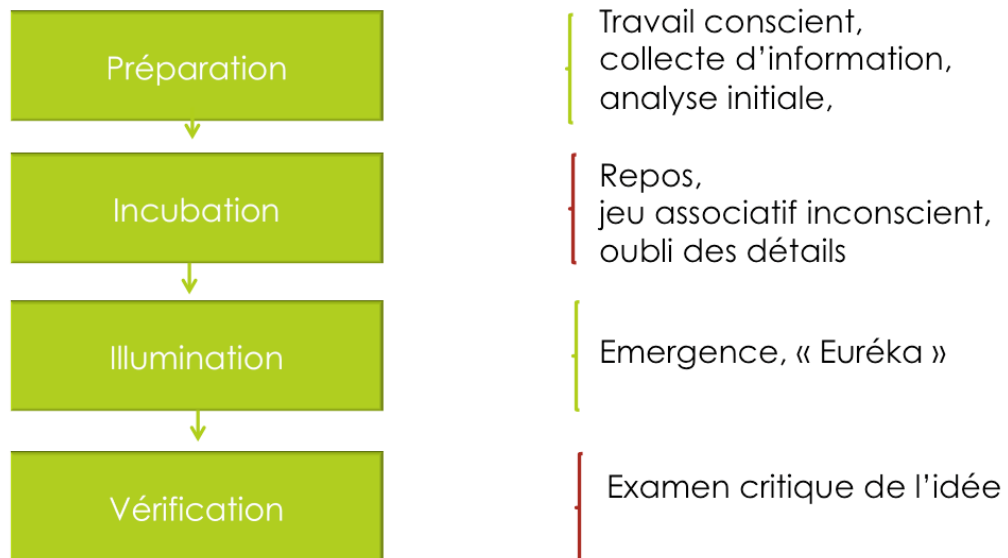 Préparation
Travail conscient,
collecte d'information,
analyse initiale,
Incubation
Repos,
jeu associatif inconscient,
oubli des détails
Illumination
Emergence, « Euréka »
Vérification
Examen critique de l'idée